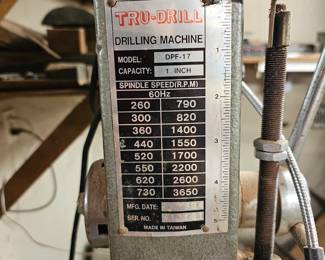 TRU-DRILL
DRILLING MACHINE
MODEL: DPF-17
CAPACITY: 1 INCH
SPINDLE SPEED(R.P.M)
60Hz
260 790
300 820
360 1400
440 1550
520 1700
550 2200
620 2600
730 3650
MFG. DATE:
SER. NO.
MADE IN TAIWAN
1
2
3
4
5